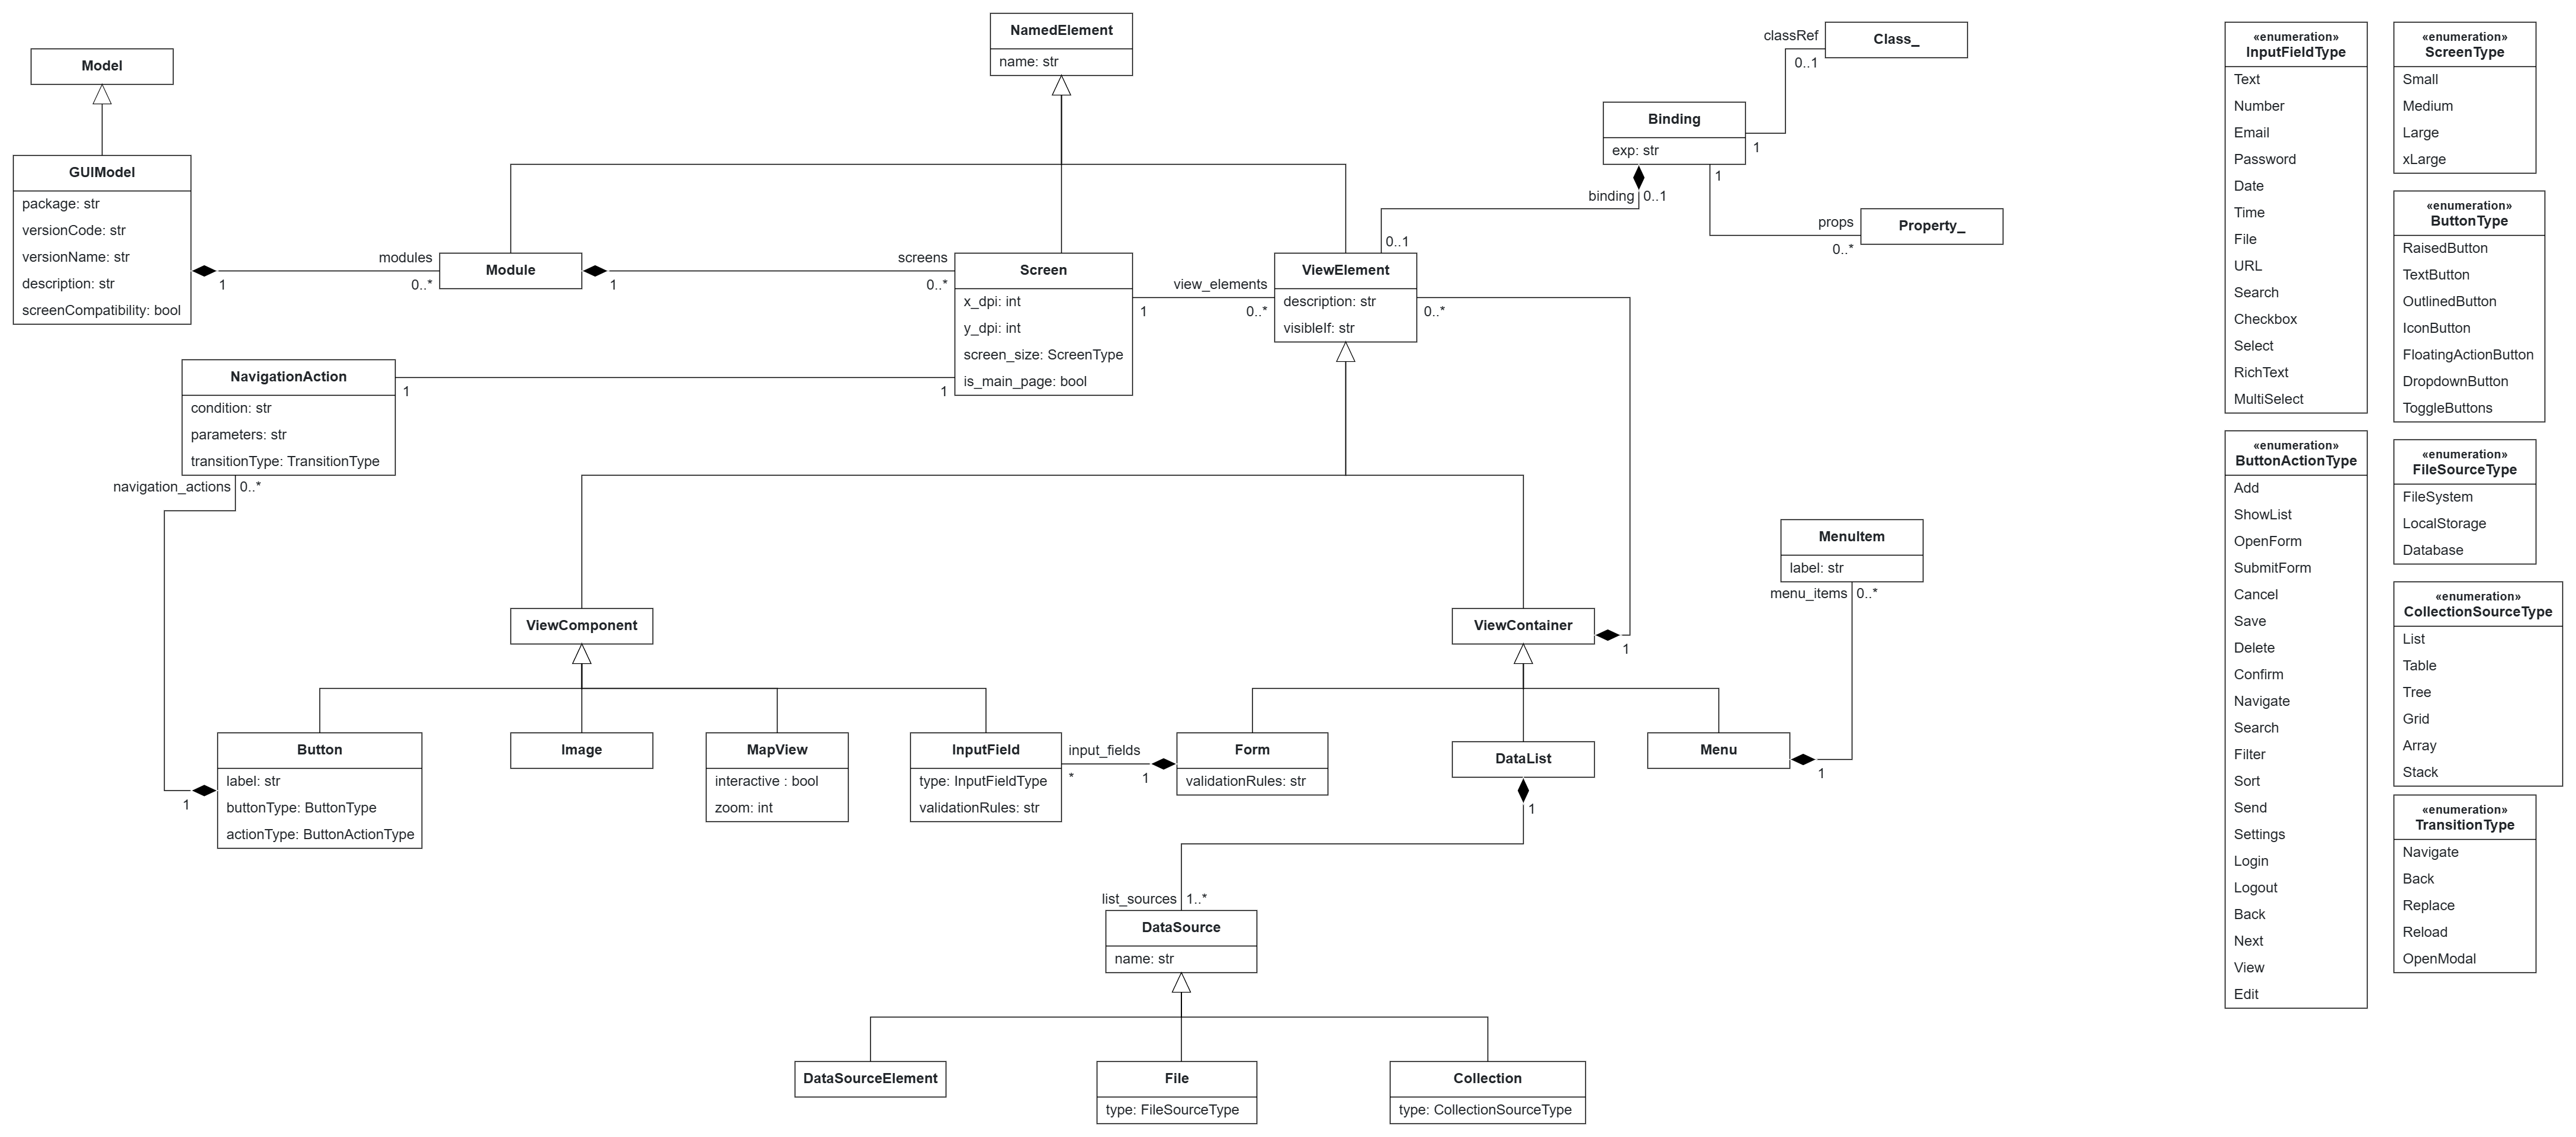 NamedElement
name: str
Model
GUIModel
package: str
versionCode: str
versionName: str
description: str
screenCompatibility: bool
1
modules
0..*
Module
1
screens
0..*
Screen
x_dpi: int
y_dpi: int
screen_size: ScreenType
is_main_page: bool
1
view_elements
0..*
ViewElement
description: str
visibleIf: str
0..1
0..*
binding
0..1
Binding
exp: str
1
1
classRef
0..1
Class_
props
0..*
Property_
NavigationAction
condition: str
parameters: str
transitionType: TransitionType
1
1
navigation_actions
0..*
ViewComponent
ViewContainer
1
MenuItem
label: str
menu_items
0..*
Button
label: str
buttonType: ButtonType
actionType: ButtonActionType
1
Image
MapView
interactive : bool
zoom: int
InputField
type: InputFieldType
validationRules: str
input_fields
*
1
Form
validationRules: str
DataList
1
Menu
1
list_sources
1..*
DataSource
name: str
DataSourceElement
File
type: FileSourceType
Collection
type: CollectionSourceType
«enumeration»
InputFieldType
Text
Number
Email
Password
Date
Time
File
URL
Search
Checkbox
Select
RichText
MultiSelect
«enumeration»
ButtonActionType
Add
ShowList
OpenForm
SubmitForm
Cancel
Save
Delete
Confirm
Navigate
Search
Filter
Sort
Send
Settings
Login
Logout
Back
Next
View
Edit
«enumeration»
ScreenType
Small
Medium
Large
xLarge
«enumeration»
ButtonType
RaisedButton
TextButton
OutlinedButton
IconButton
FloatingActionButton
DropdownButton
ToggleButtons
«enumeration»
FileSourceType
FileSystem
LocalStorage
Database
«enumeration»
CollectionSourceType
List
Table
Tree
Grid
Array
Stack
«enumeration»
TransitionType
Navigate
Back
Replace
Reload
OpenModal